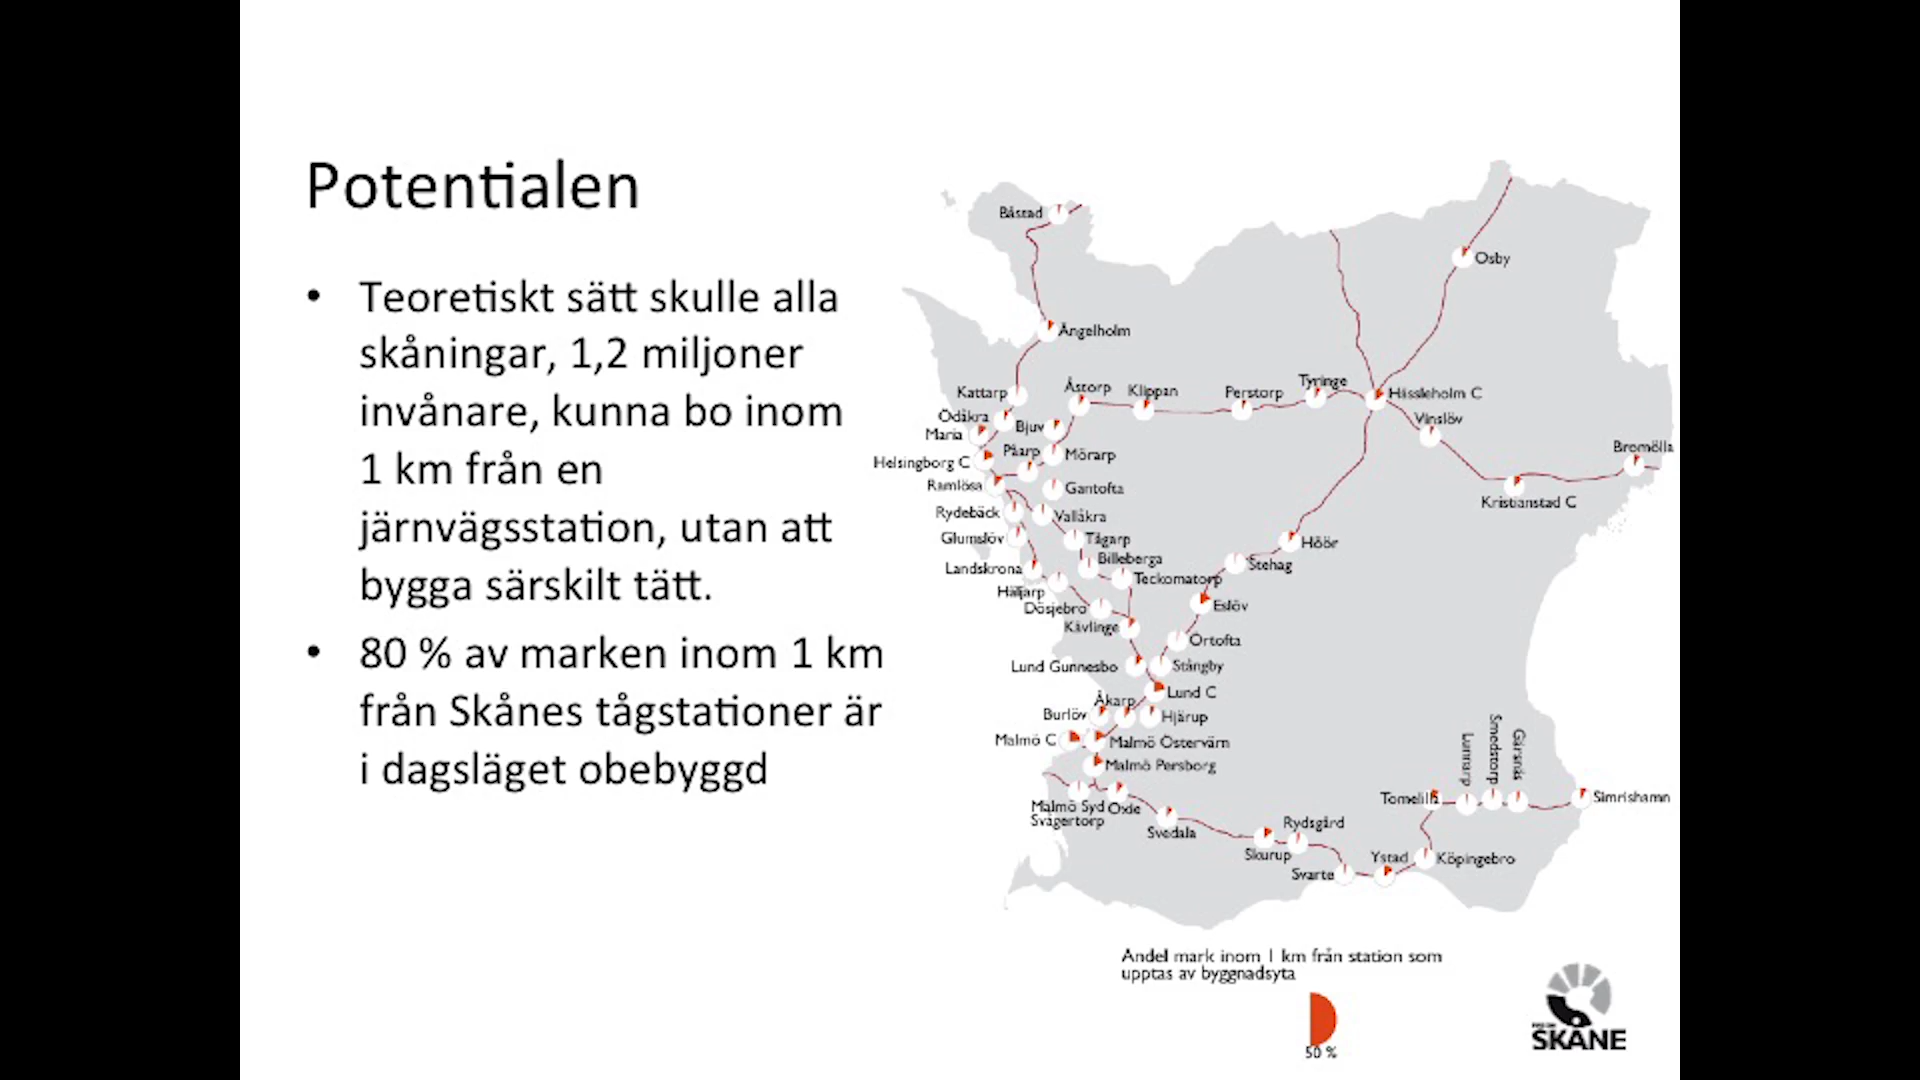 Potentialen
• Teoretiskt sätt skulle alla
skåningar, 1,2 miljoner
invånare, kunna bo inom
1 km från en
järnvägsstation, utan att
bygga särskilt tätt.
• 80 % av marken inom 1 km
från Skånes tågstationer är
i dagsläget obebyggd
Båstad
Osby
Ängelholm
Kattarp
Åstorp
Klippan
Perstorp
Tyringe
Hässleholm C
Ödåkra
Maria
Bjuv
Vinslöv
Helsingborg C
Påarp
Mörarp
Bromölla
Ramlösa
Gantofta
Kristianstad C
Rydebäck
Vallåkra
Glumslöv
Tågarp
Höör
Billeberga
Landskrona
Teckomatorp
Stehag
Häljarp
Dösjebro
Eslöv
Kävlinge
Örtofta
Lund Gunnesbo
Stångby
Lund C
Åkarp
Burlöv
Hjärup
Malmö C
Malmö Östervärn
Malmö Persborg
Lunnarp
Smedstorp
Gärsnäs
Malmö Syd
Svågertorp
Oxie
Tomelilla
Simrishamn
Svedala
Rydsgård
Skurup
Ystad
Köpingebro
Svarte
Andel mark inom 1 km från station som
upptas av byggnadsyta
50 %
SKÅNE